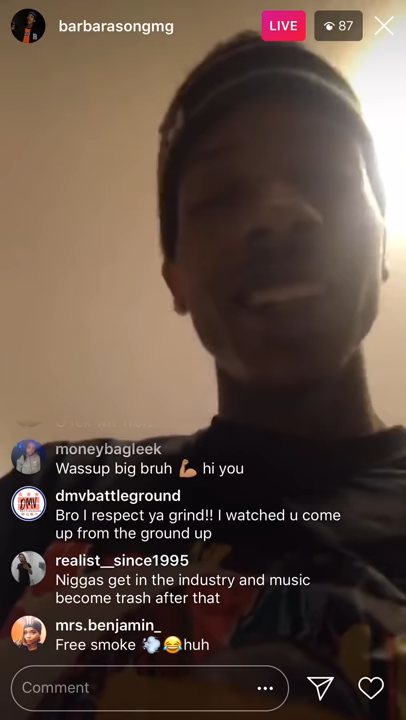 barbarasongmg
LIVE
87
moneybagleek
Wassup big bruh 💪🏽 hi you
dmvbattleground
Bro I respect ya grind!! I watched u come
up from the ground up
realist__since1995
Niggas get in the industry and music
become trash after that
mrs.benjamin_
Free smoke 💨😂huh
Comment